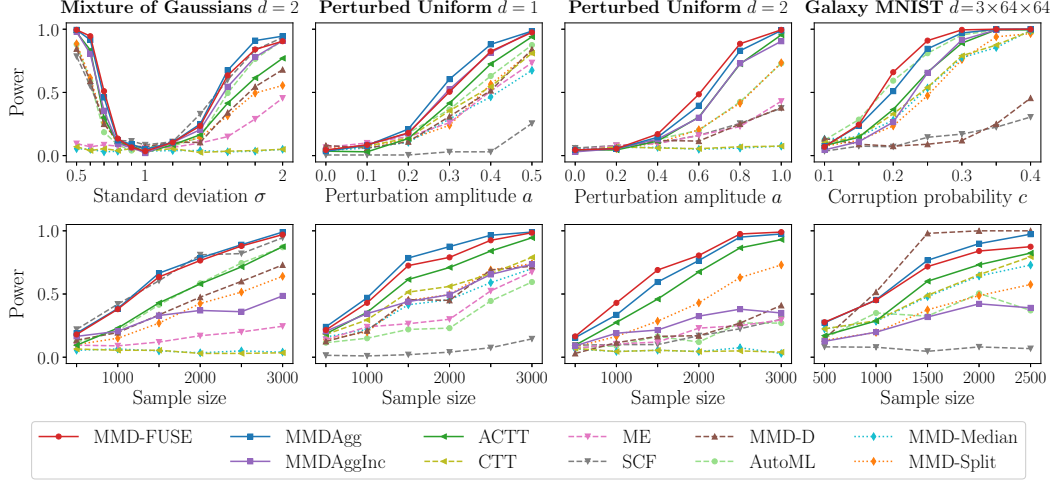 Mixture of Gaussians d = 2
Perturbed Uniform d = 1
Perturbed Uniform d = 2
Galaxy MNIST d=3×64×64
Power
1.0
0.5
0.0
0.5 1 2
0.0 0.1 0.2 0.3 0.4 0.5
0.0 0.2 0.4 0.6 0.8 1.0
0.1 0.2 0.3 0.4
Standard deviation σ
Perturbation amplitude a
Perturbation amplitude a
Corruption probability c
Power
1.0
0.5
0.0
1000 2000 3000
1000 2000 3000
1000 2000 3000
500 1000 1500 2000 2500
Sample size
Sample size
Sample size
Sample size
MMD-FUSE MMDAgg ACTT ME MMD-D MMD-Median
MMDAggInc CTT SCF AutoML MMD-Split